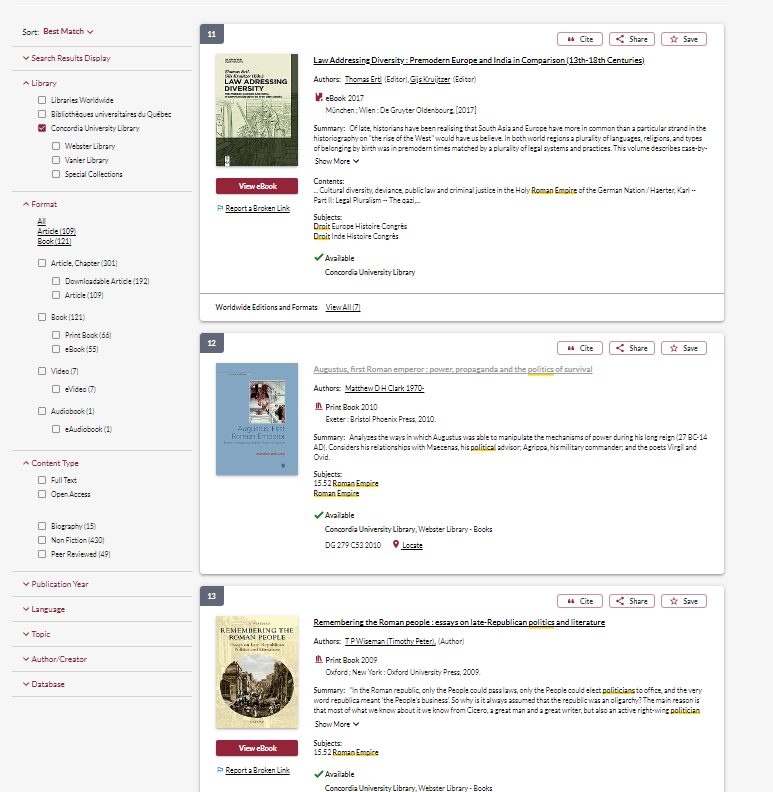 Sort: Best Match
Search Results Display
Library
Libraries Worldwide
Bibliothèques universitaires du Québec
Concordia University Library
Webster Library
Vanier Library
Special Collections
Format
All
Article (109)
Book (121)
Article, Chapter (301)
Downloadable Article (192)
Article (109)
Book (121)
Print Book (66)
eBook (55)
Video (7)
eVideo (7)
Audiobook (1)
eAudiobook (1)
Content Type
Full Text
Open Access
Biography (15)
Non Fiction (430)
Peer Reviewed (49)
Publication Year
Language
Topic
Author/Creator
Database
11
Cite Share Save
Thomas Ertl,
Gijs Kruijtzer (Eds.)
LAW ADRESSING
DIVERSITY
Law Addressing Diversity : Premodern Europe and India in Comparison (13th-18th Centuries)
Authors: Thomas Ertl (Editor), Gijs Kruijtzer (Editor)
eBook 2017
München ; Wien : De Gruyter Oldenbourg, [2017]
Summary: Of late, historians have been realising that South Asia and Europe have more in common than a particular strand in the
historiography on "the rise of the West" would have us believe. In both world regions a plurality of languages, religions, and types
of belonging by birth was in premodern times matched by a plurality of legal systems and practices. This volume describes case-by-
Show More
View eBook
Report a Broken Link
Contents:
... Cultural diversity, deviance, public law and criminal justice in the Holy Roman Empire of the German Nation / Haerter, Karl --
Part II: Legal Pluralism -- The qazi,...
Subjects:
Droit Europe Histoire Congrès
Droit Inde Histoire Congrès
Available
Concordia University Library
Worldwide Editions and Formats View All (7)
12
Cite Share Save
Augustus, First
Roman Emperor
Augustus, first Roman emperor : power, propaganda and the politics of survival
Authors: Matthew D H Clark 1970-
Print Book 2010
Exeter : Bristol Phoenix Press, 2010.
Summary: Analyzes the ways in which Augustus was able to manipulate the mechanisms of power during his long reign (27 BC-14
AD). Considers his relationships with Maecenas, his political advisor; Agrippa, his military commander; and the poets Virgil and
Ovid.
Subjects:
15.52 Roman Empire
Roman Empire
Available
Concordia University Library, Webster Library - Books
DG 279 C53 2010 Locate
13
Cite Share Save
T. P. WISEMAN
REMEMBERING THE
ROMAN PEOPLE
Essays on Late-Republican
Politics and Literature
Remembering the Roman people : essays on late-Republican politics and literature
Authors: T P Wiseman (Timothy Peter), (Author)
Print Book 2009
Oxford ; New York : Oxford University Press, 2009.
Summary: "In the Roman republic, only the People could pass laws, only the People could elect politicians to office, and the very
word republica meant 'the People's business'. So why is it always assumed that the republic was an oligarchy? The main reason is
that most of what we know about it we know from Cicero, a great man and a great writer, but also an active right-wing politician
Show More
View eBook
Report a Broken Link
Subjects:
15.52 Roman Empire
Available
Concordia University Library, Webster Library - Books